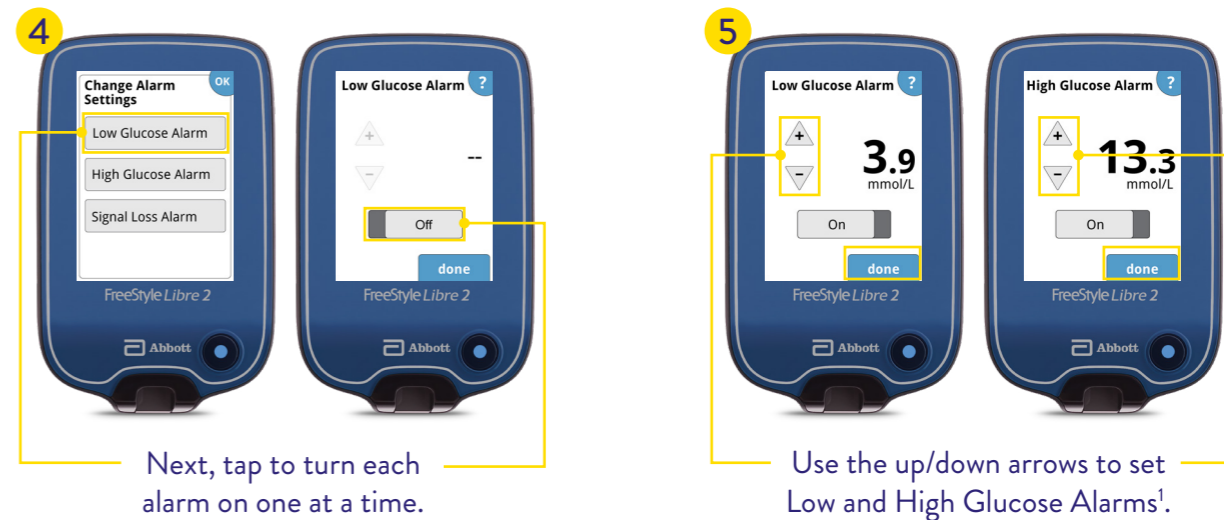 4
Change Alarm
Settings
OK
Low Glucose Alarm
High Glucose Alarm
Signal Loss Alarm
FreeStyle Libre 2
Abbott
Low Glucose Alarm
?
+
--
−
Off
done
FreeStyle Libre 2
Abbott
Next, tap to turn each
alarm on one at a time.
5
Low Glucose Alarm
?
+
3.9
mmol/L
−
On
done
FreeStyle Libre 2
Abbott
High Glucose Alarm
?
+
13.3
mmol/L
−
On
done
FreeStyle Libre 2
Abbott
Use the up/down arrows to set
Low and High Glucose Alarms¹.